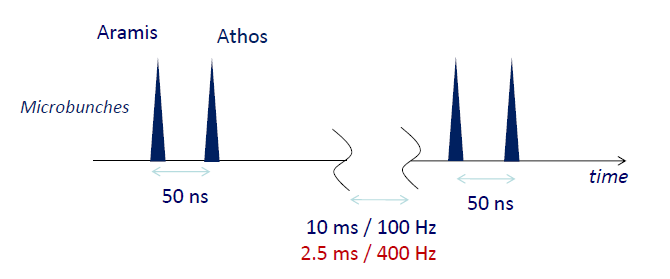 Aramis
Athos
Microbunches
time
50 ns
50 ns
10 ms / 100 Hz
2.5 ms / 400 Hz